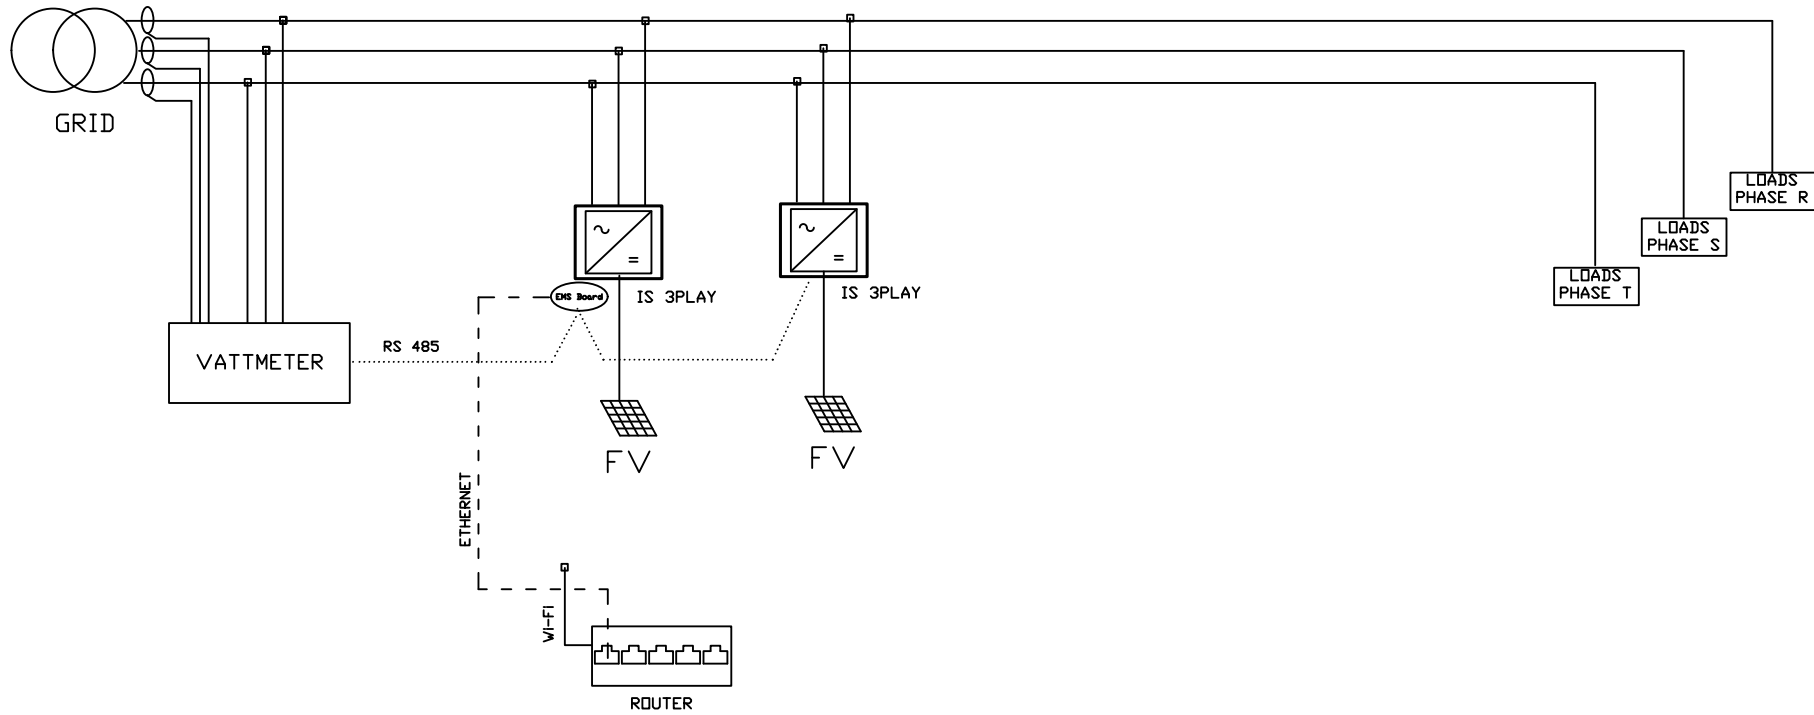 GRID
LOADS
PHASE R
LOADS
PHASE S
LOADS
PHASE T
EMS Board
IS 3PLAY
IS 3PLAY
RS 485
VATTMETER
FV
FV
ETHERNET
WI-FI
ROUTER